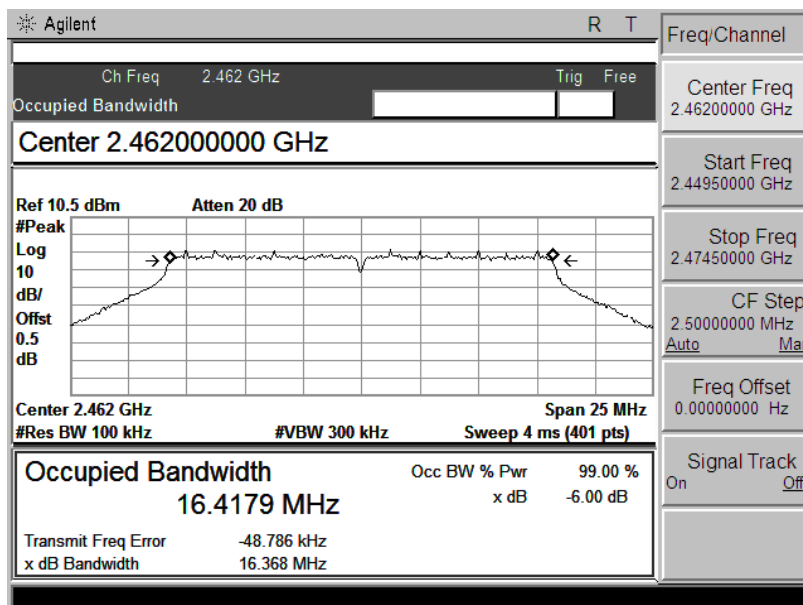 Agilent R T
Freq/Channel
Ch Freq 2.462 GHz Trig Free
Occupied Bandwidth
Center 2.462000000 GHz
Ref 10.5 dBm Atten 20 dB
#Peak
Log
10
dB/
Offst
0.5
dB
Center 2.462 GHz Span 25 MHz
#Res BW 100 kHz #VBW 300 kHz Sweep 4 ms (401 pts)
Occupied Bandwidth Occ BW % Pwr 99.00 %
16.4179 MHz x dB -6.00 dB
Transmit Freq Error -48.786 kHz
x dB Bandwidth 16.368 MHz
Center Freq
2.46200000 GHz
Start Freq
2.44950000 GHz
Stop Freq
2.47450000 GHz
CF Step
2.50000000 MHz
Auto Ma
Freq Offset
0.00000000 Hz
Signal Track
On Off